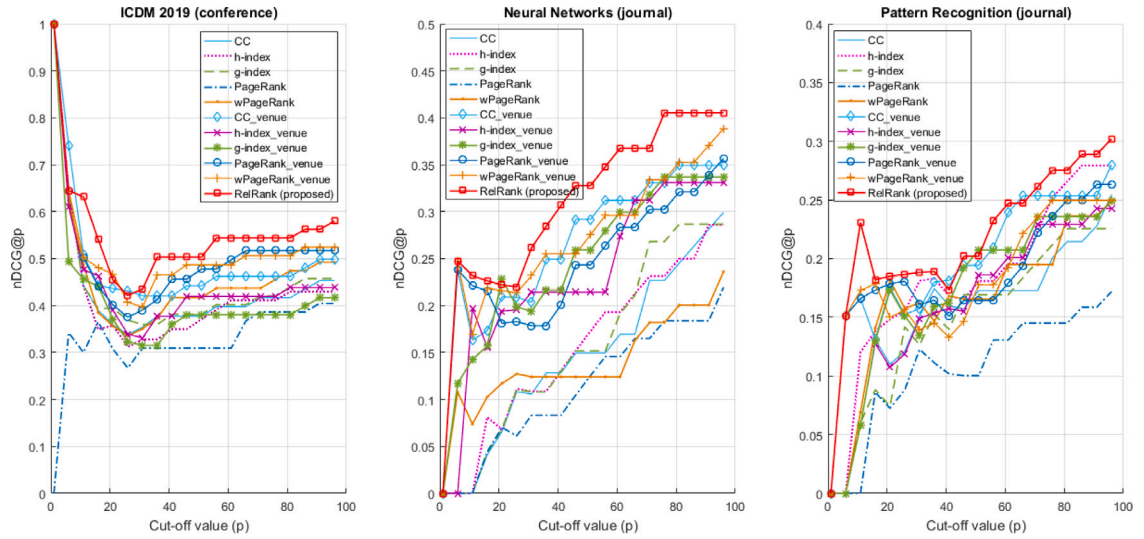 ICDM 2019 (conference)
nDCG@p
1
0.9
0.8
0.7
0.6
0.5
0.4
0.3
0.2
0.1
0
0
20
40
60
80
100
Cut-off value (p)
CC
h-index
g-index
PageRank
wPageRank
CC_venue
h-index_venue
g-index_venue
PageRank_venue
wPageRank_venue
RelRank (proposed)
Neural Networks (journal)
nDCG@p
0.5
0.45
0.4
0.35
0.3
0.25
0.2
0.15
0.1
0.05
0
0
20
40
60
80
100
Cut-off value (p)
CC
h-index
g-index
PageRank
wPageRank
CC_venue
h-index_venue
g-index_venue
PageRank_venue
wPageRank_venue
RelRank (proposed)
Pattern Recognition (journal)
nDCG@p
0.4
0.35
0.3
0.25
0.2
0.15
0.1
0.05
0
0
20
40
60
80
100
Cut-off value (p)
CC
h-index
g-index
PageRank
wPageRank
CC_venue
h-index_venue
g-index_venue
PageRank_venue
wPageRank_venue
RelRank (proposed)